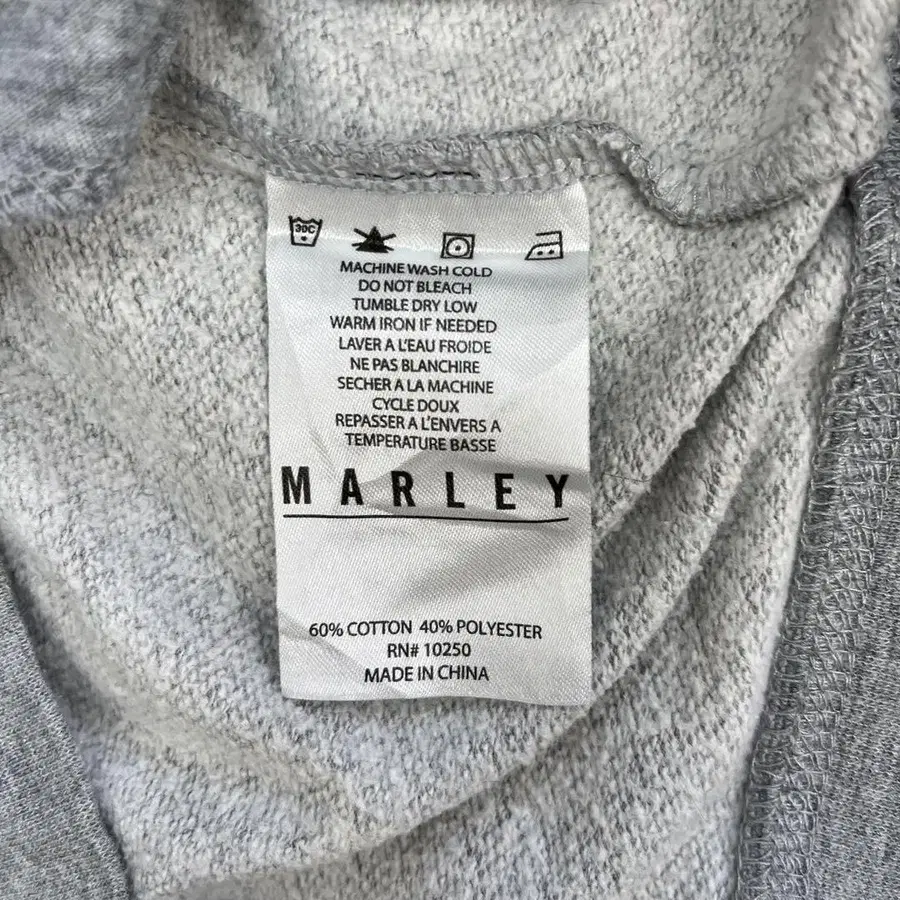 30C
MACHINE WASH COLD
DO NOT BLEACH
TUMBLE DRY LOW
WARM IRON IF NEEDED
LAVER A L'EAU FROIDE
NE PAS BLANCHIRE
SECHER A LA MACHINE
CYCLE DOUX
REPASSER A L'ENVERS A
TEMPERATURE BASSE
MARLEY
60% COTTON 40% POLYESTER
RN# 10250
MADE IN CHINA